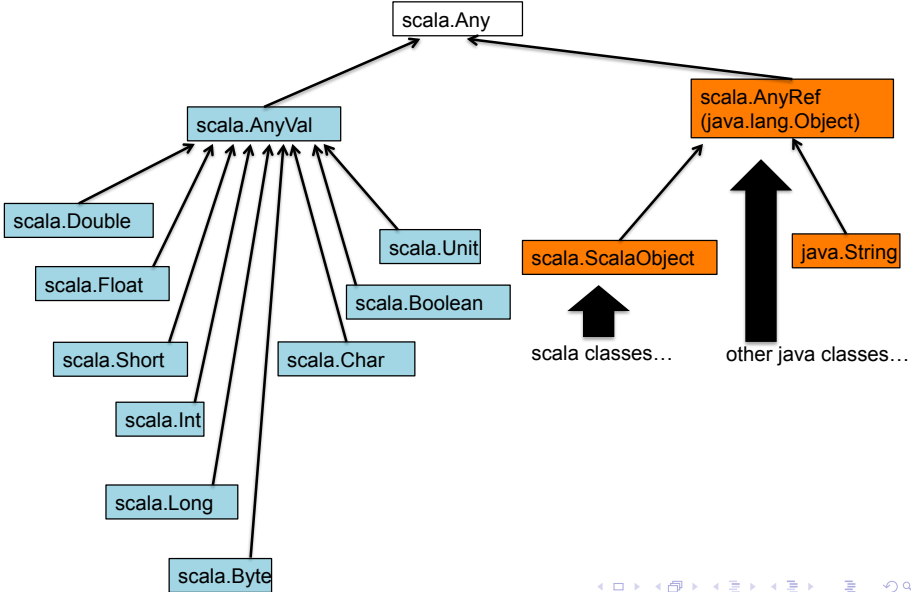 scala.Any
scala.AnyRef
(java.lang.Object)
scala.AnyVal
scala.Double
scala.Unit
scala.ScalaObject
java.String
scala.Float
scala.Boolean
scala.Short
scala.Char
scala classes…
other java classes…
scala.Int
scala.Long
scala.Byte